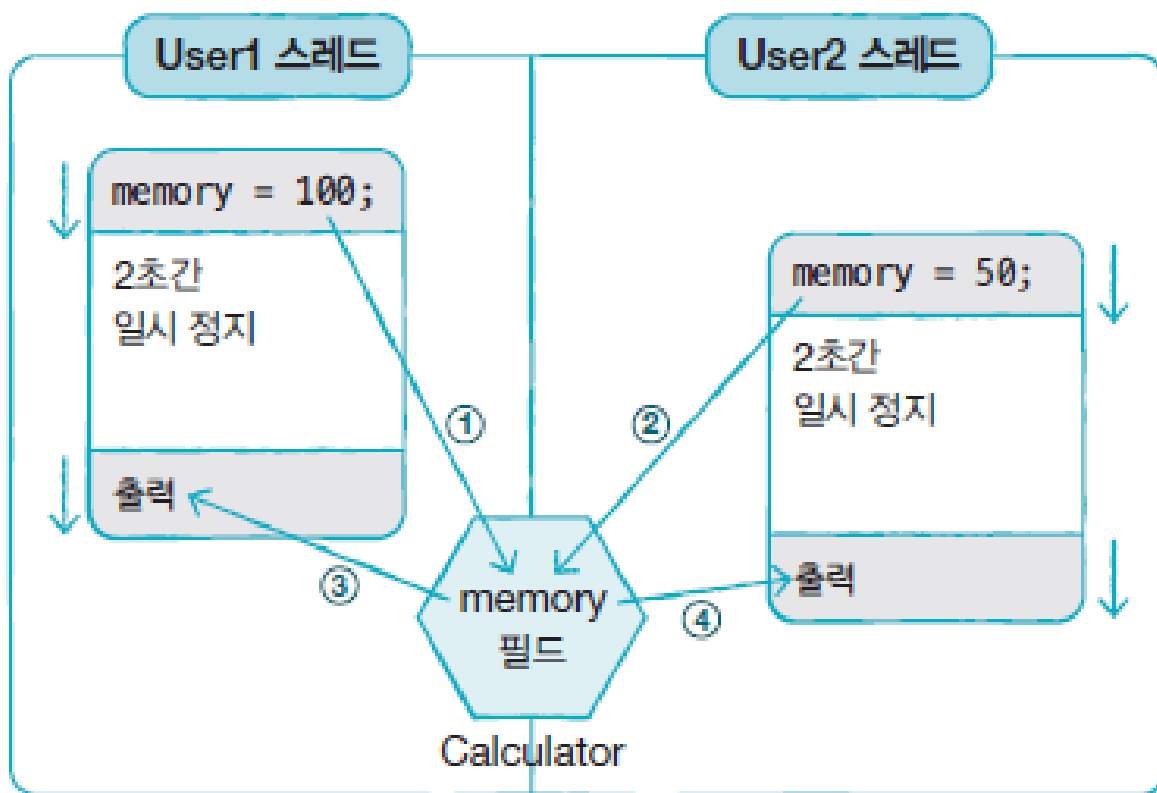 User1 스레드
User2 스레드
memory = 100;
2초간
일시 정지
출력
memory = 50;
2초간
일시 정지
출력
①
②
③
④
memory
필드
Calculator